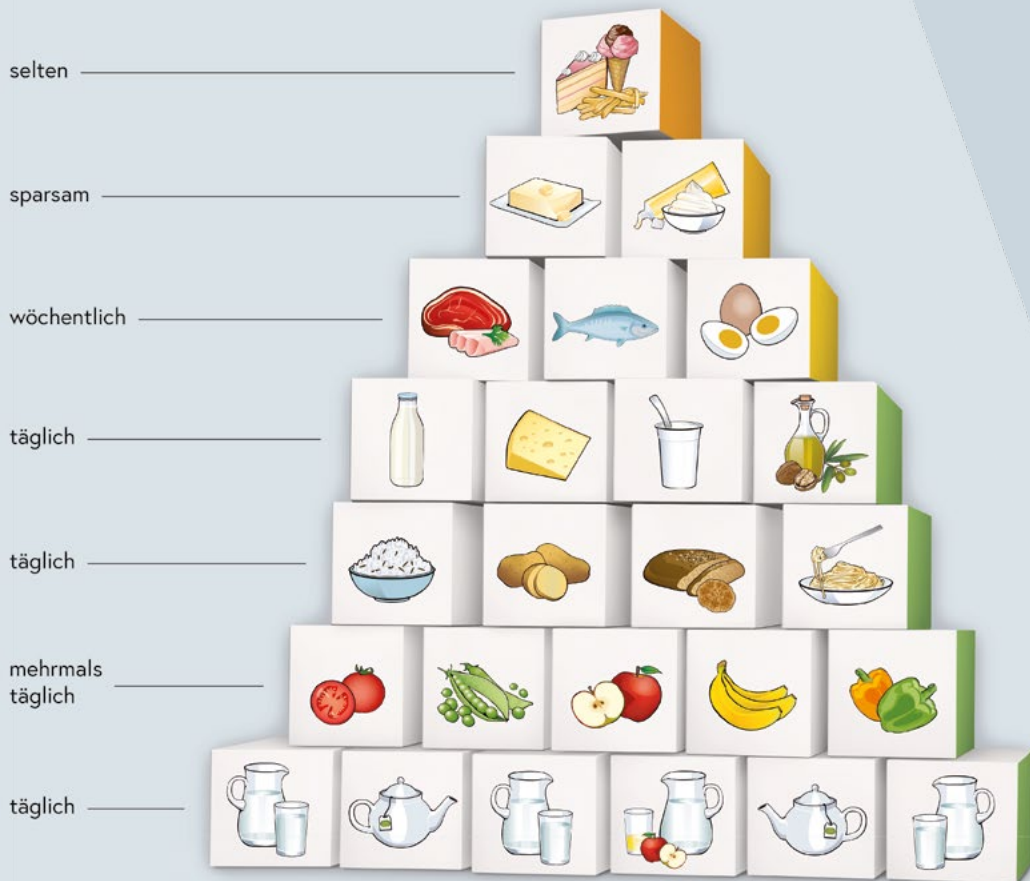 selten
sparsam
wöchentlich
täglich
täglich
mehrmals
täglich
täglich